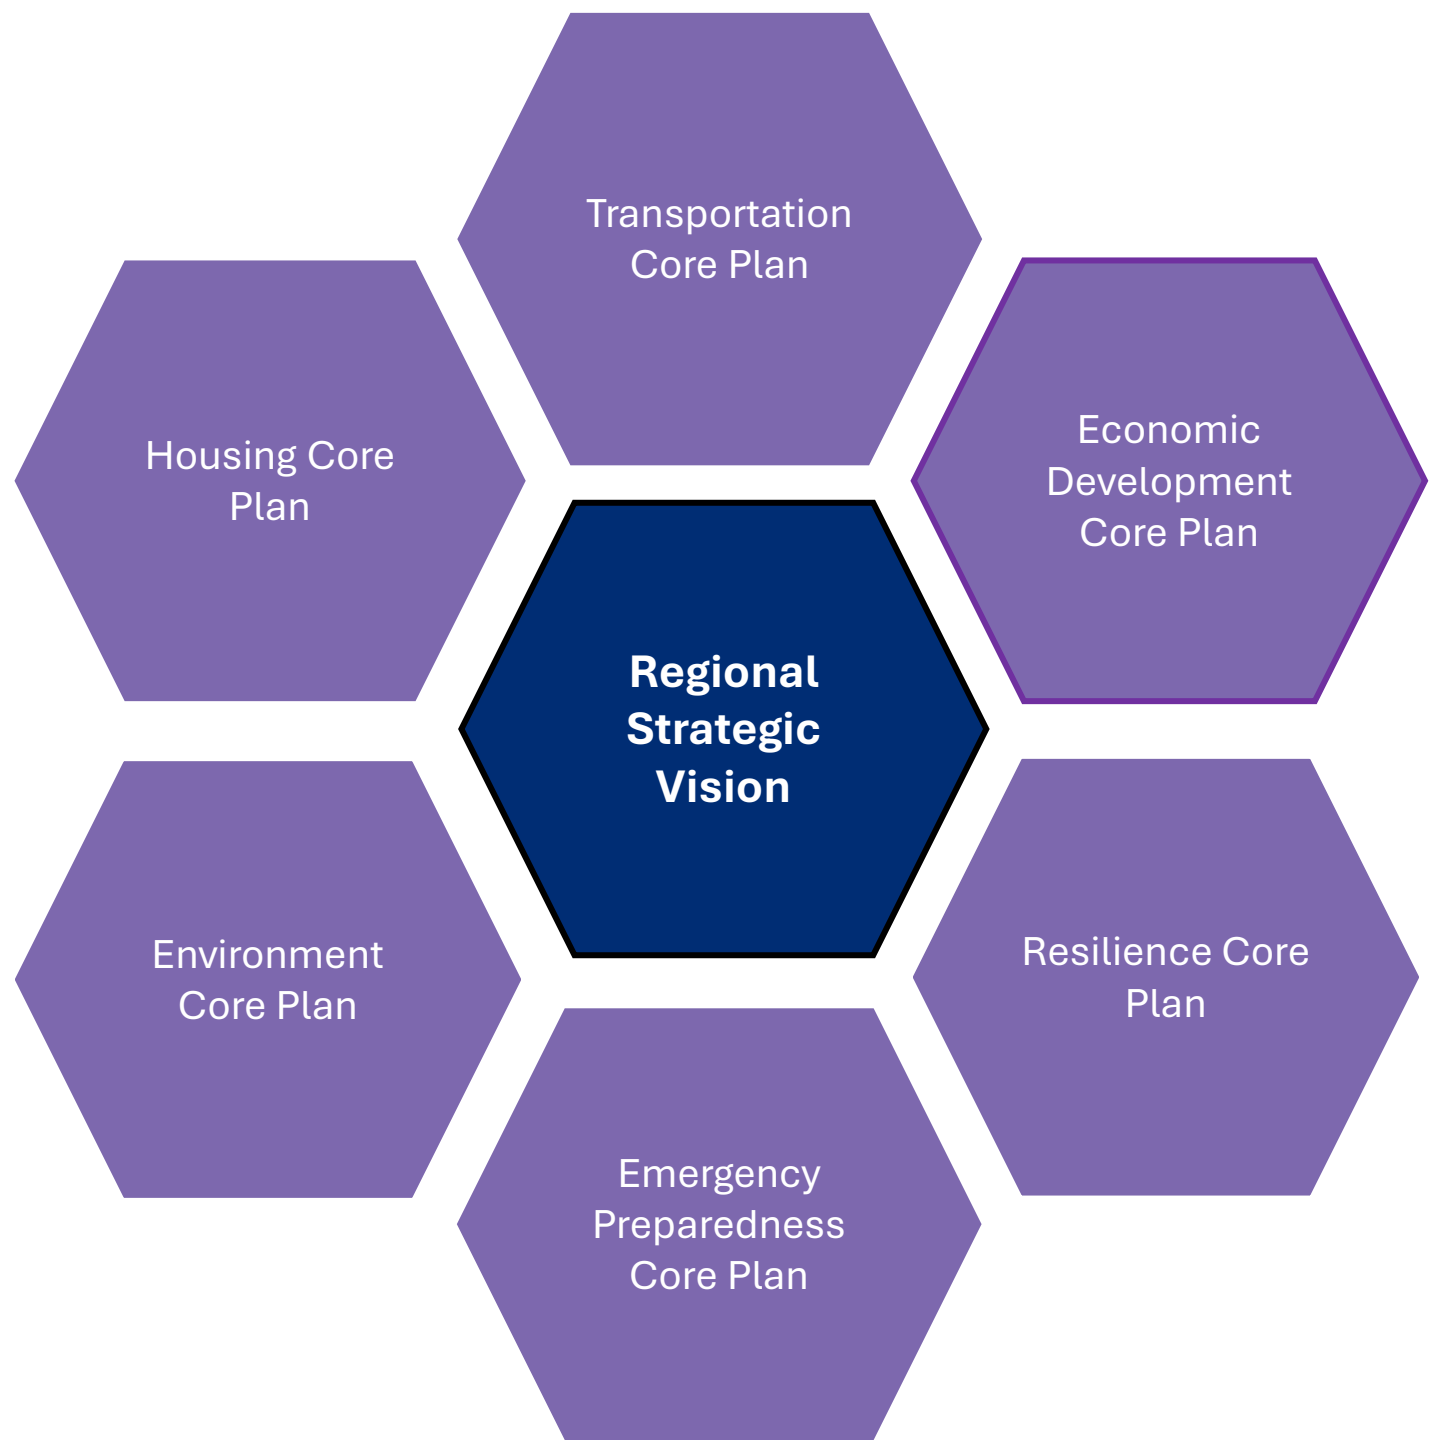 Transportation
Core Plan
Housing Core
Plan
Economic
Development
Core Plan
Regional
Strategic
Vision
Environment
Core Plan
Resilience Core
Plan
Emergency
Preparedness
Core Plan